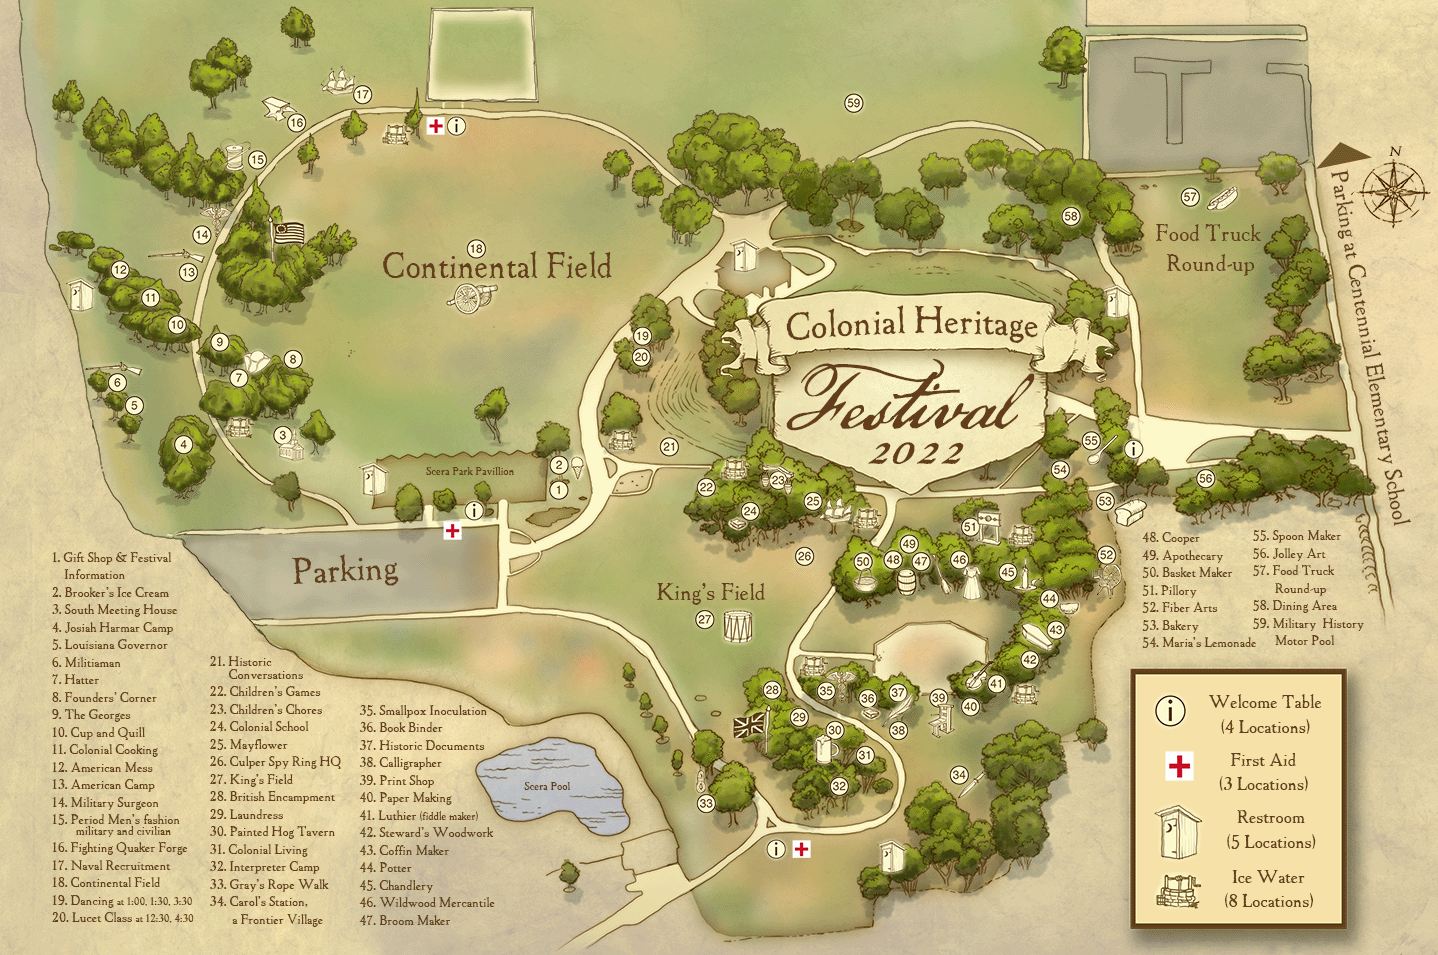 Colonial Heritage
Festival
2022
Continental Field
Food Truck
Round-up
Parking at Centennial Elementary School
N
Scera Park Pavillion
Parking
King's Field
Scera Pool
17
16
15
14
13
12
11
10
9
8
7
6
5
4
3
2
1
18
19
20
21
22
23
24
25
26
27
28
29
30
31
32
33
34
35
36
37
38
39
40
41
42
43
44
45
46
47
48
49
50
51
52
53
54
55
56
57
58
59
i
i
i
i
1. Gift Shop & Festival
Information
2. Brooker's Ice Cream
3. South Meeting House
4. Josiah Harmar Camp
5. Louisiana Governor
6. Militiaman
7. Hatter
8. Founders' Corner
9. The Georges
10. Cup and Quill
11. Colonial Cooking
12. American Mess
13. American Camp
14. Military Surgeon
15. Period Men's fashion
military and civilian
16. Fighting Quaker Forge
17. Naval Recruitment
18. Continental Field
19. Dancing at 1:00, 1:30, 3:30
20. Lucet Class at 12:30, 4:30
21. Historic
Conversations
22. Children's Games
23. Children's Chores
24. Colonial School
25. Mayflower
26. Culper Spy Ring HQ
27. King's Field
28. British Encampment
29. Laundress
30. Painted Hog Tavern
31. Colonial Living
32. Interpreter Camp
33. Gray's Rope Walk
34. Carol's Station,
a Frontier Village
35. Smallpox Inoculation
36. Book Binder
37. Historic Documents
38. Calligrapher
39. Print Shop
40. Paper Making
41. Luthier (fiddle maker)
42. Steward's Woodwork
43. Coffin Maker
44. Potter
45. Chandlery
46. Wildwood Mercantile
47. Broom Maker
48. Cooper
49. Apothecary
50. Basket Maker
51. Pillory
52. Fiber Arts
53. Bakery
54. Maria's Lemonade
55. Spoon Maker
56. Jolley Art
57. Food Truck
Round-up
58. Dining Area
59. Military History
Motor Pool
i
Welcome Table
(4 Locations)
First Aid
(3 Locations)
Restroom
(5 Locations)
Ice Water
(8 Locations)